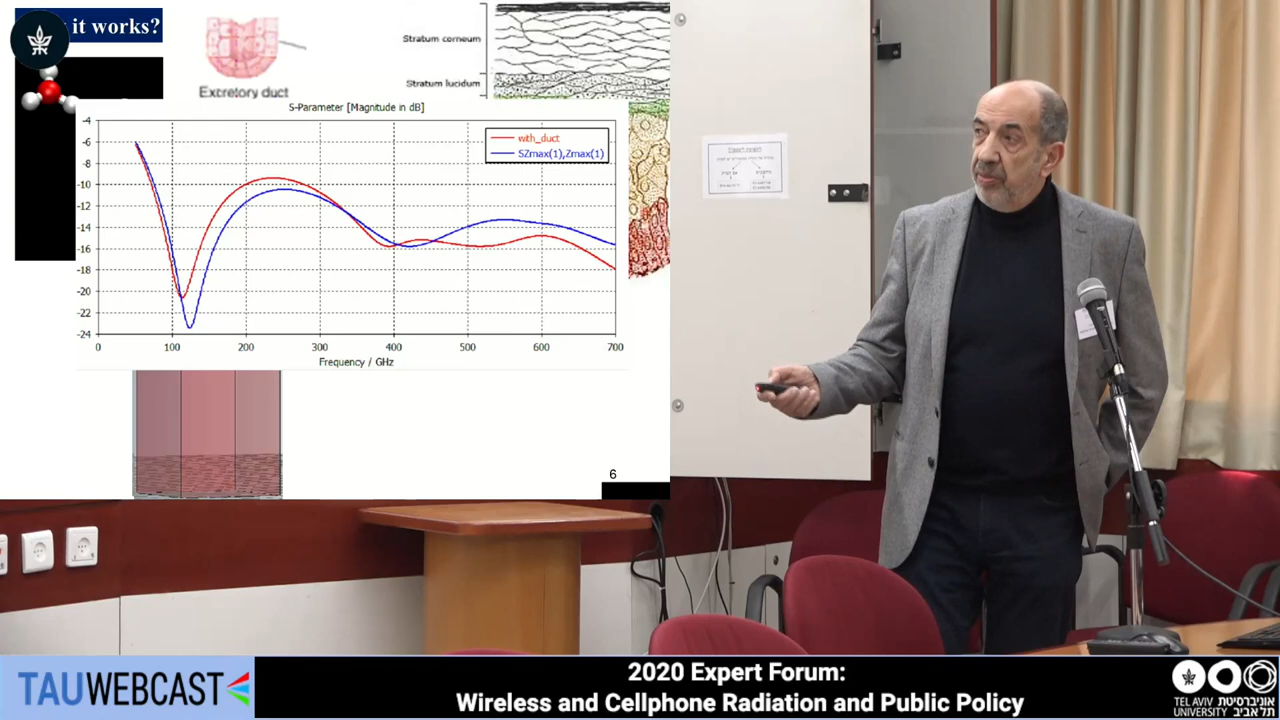 it works?
Stratum corneum
Stratum lucidum
Excretory duct
S-Parameter [Magnitude in dB]
-4
-6
-8
-10
-12
-14
-16
-18
-20
-22
-24
with_duct
SZmax(1),Zmax(1)
0 100 200 300 400 500 600 700
Frequency / GHz
6
TAUWEBCAST
2020 Expert Forum:
Wireless and Cellphone Radiation and Public Policy
TEL AVIV אוניברסיטת
UNIVERSITY תל אביב